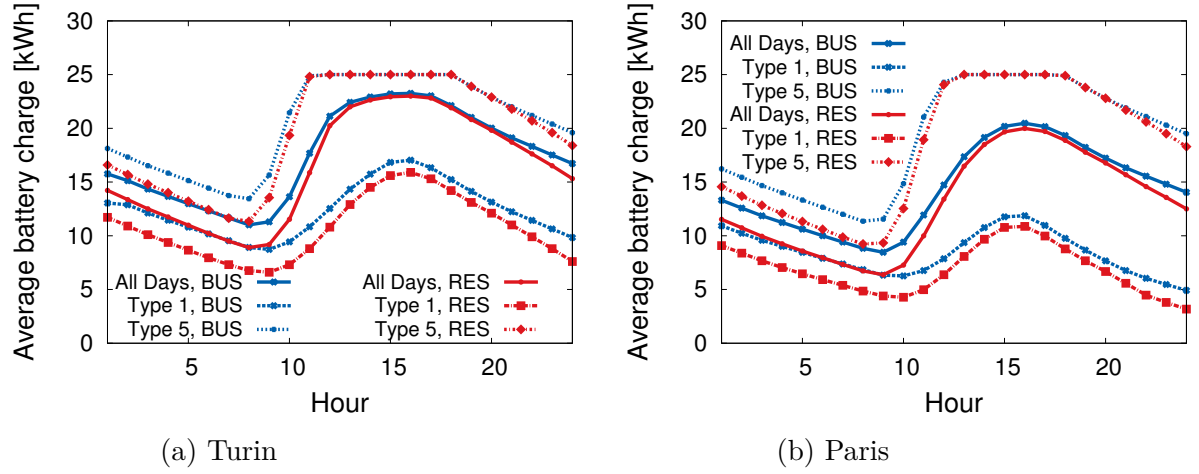 Average battery charge [kWh]
30
25
20
15
10
5
0
All Days, BUS
Type 1, BUS
Type 5, BUS
All Days, RES
Type 1, RES
Type 5, RES
5 10 15 20
Hour
(a) Turin
Average battery charge [kWh]
30
25
20
15
10
5
0
All Days, BUS
Type 1, BUS
Type 5, BUS
All Days, RES
Type 1, RES
Type 5, RES
5 10 15 20
Hour
(b) Paris